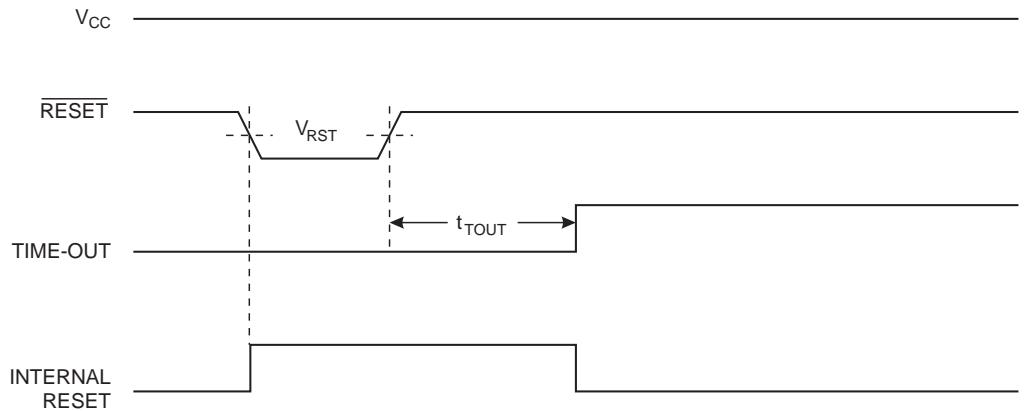 VCC
RESET
VRST
tTOUT
TIME-OUT
INTERNAL
RESET